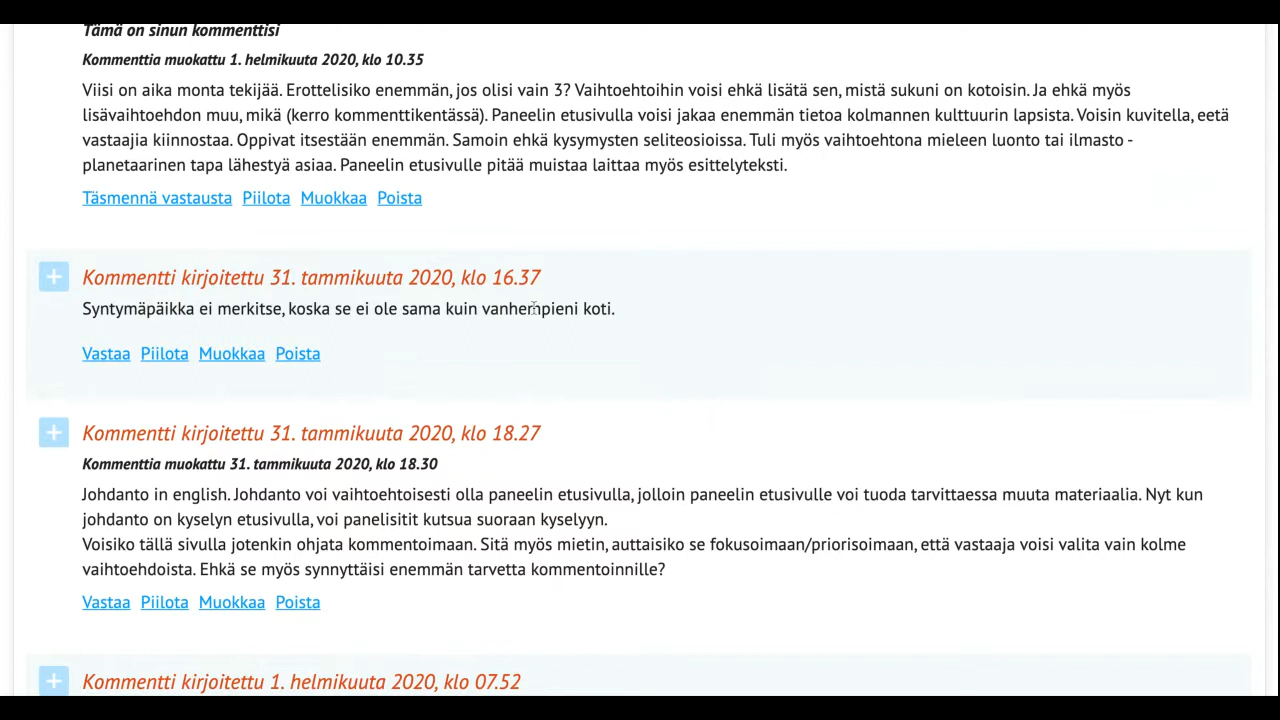 Tämä on sinun kommenttisi
Kommenttia muokattu 1. helmikuuta 2020, klo 10.35
Viisi on aika monta tekijää. Erottelisiko enemmän, jos olisi vain 3? Vaihtoehtoihin voisi ehkä lisätä sen, mistä sukuni on kotoisin. Ja ehkä myös
lisävaihtoehdon muu, mikä (kerro kommenttikentässä). Paneelin etusivulla voisi jakaa enemmän tietoa kolmannen kulttuurin lapsista. Voisin kuvitella, eetä
vastaajia kiinnostaa. Oppivat itsestään enemmän. Samoin ehkä kysymysten seliteosioissa. Tuli myös vaihtoehtona mieleen luonto tai ilmasto -
planetaarinen tapa lähestyä asiaa. Paneelin etusivulle pitää muistaa laittaa myös esittelyteksti.
Täsmennä vastausta Piilota Muokkaa Poista
Kommentti kirjoitettu 31. tammikuuta 2020, klo 16.37
Syntymäpäikka ei merkitse, koska se ei ole sama kuin vanhempieni koti.
Vastaa Piilota Muokkaa Poista
Kommentti kirjoitettu 31. tammikuuta 2020, klo 18.27
Kommenttia muokattu 31. tammikuuta 2020, klo 18.30
Johdanto in english. Johdanto voi vaihtoehtoisesti olla paneelin etusivulla, jolloin paneelin etusivulle voi tuoda tarvittaessa muuta materiaalia. Nyt kun
johdanto on kyselyn etusivulla, voi panelisitit kutsua suoraan kyselyyn.
Voisiko tällä sivulla jotenkin ohjata kommentoimaan. Sitä myös mietin, auttaisiko se fokusoimaan/priorisoimaan, että vastaaja voisi valita vain kolme
vaihtoehdoista. Ehkä se myös synnyttäisi enemmän tarvetta kommentoinnille?
Vastaa Piilota Muokkaa Poista
Kommentti kirjoitettu 1. helmikuuta 2020, klo 07.52